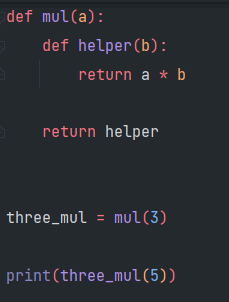 def mul(a):
    def helper(b):
        return a * b

    return helper


three_mul = mul(3)

print(three_mul(5))